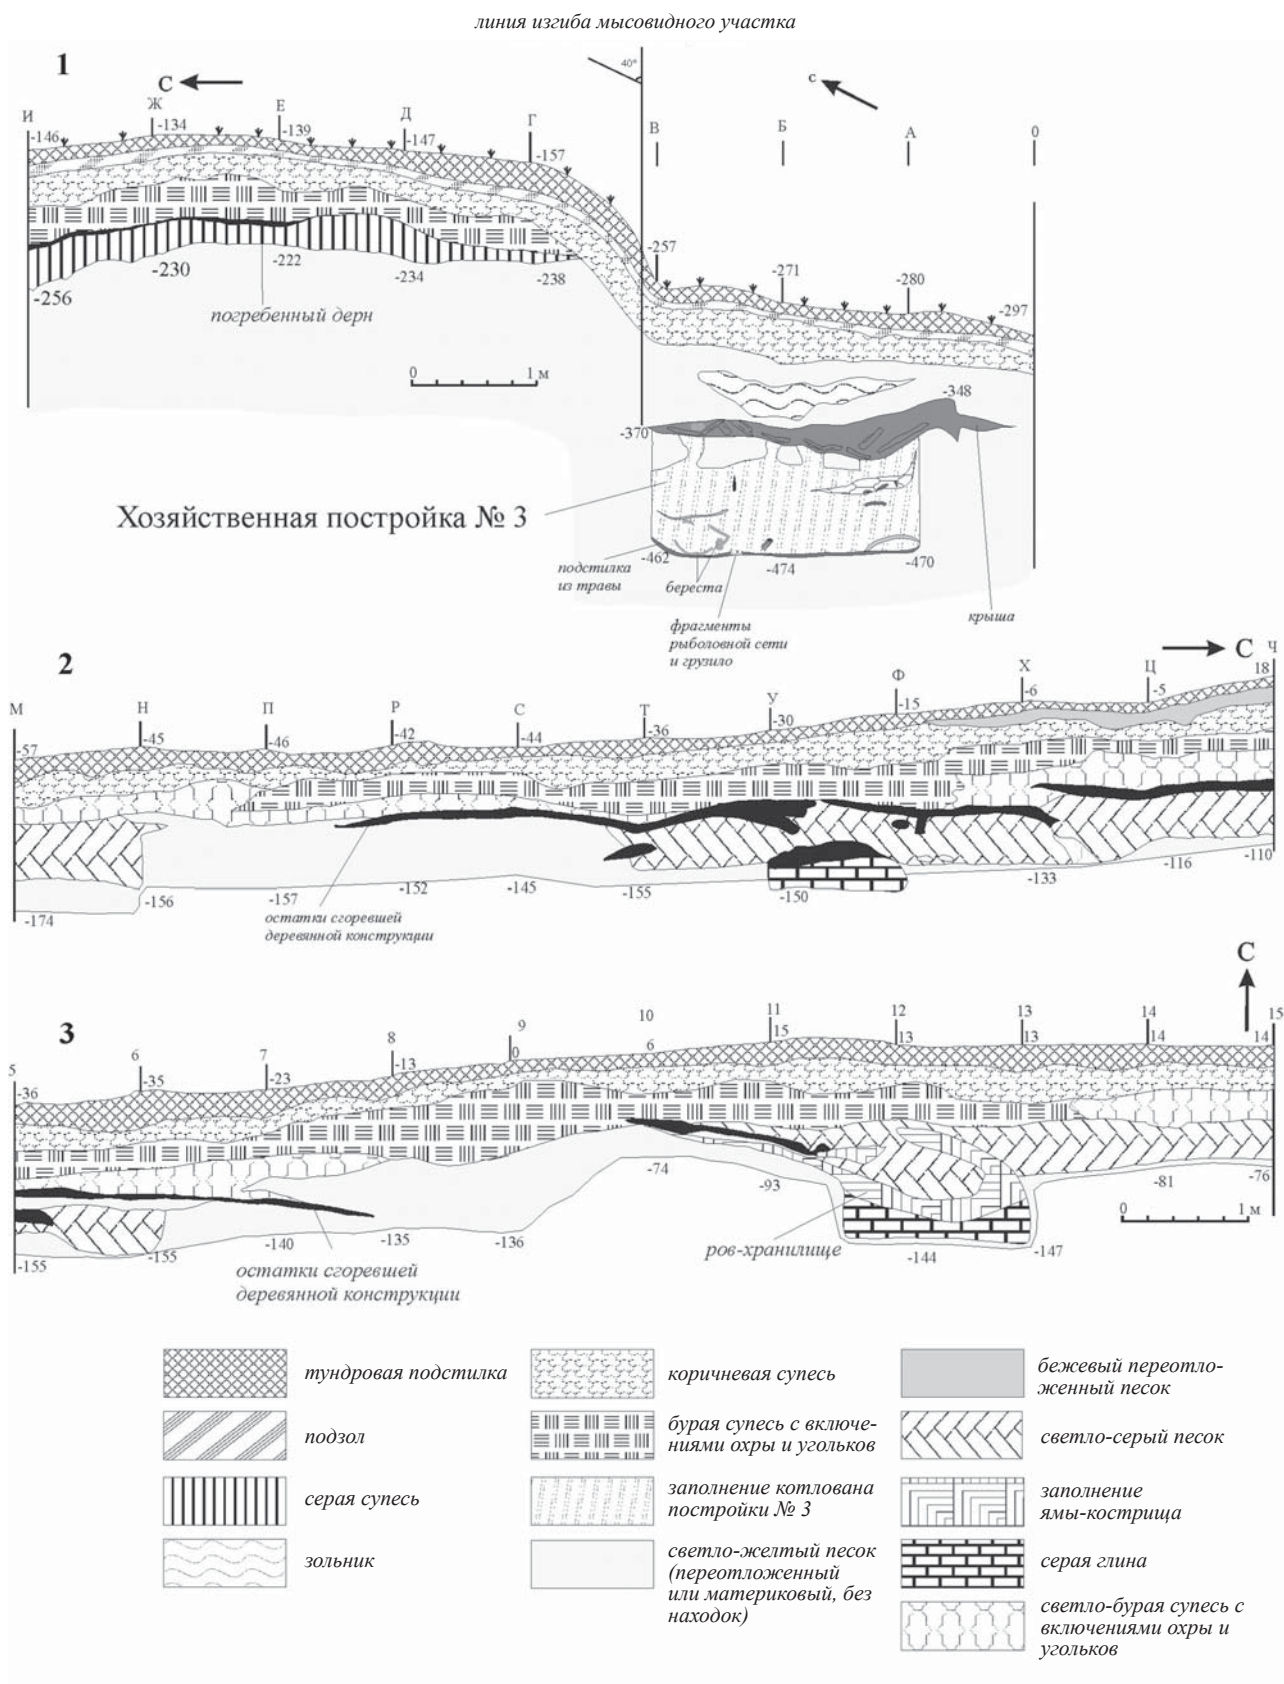 линия изгиба мысовидного участка
1
С
С
40°
И Ж Е Д Г В Б А 0
-146 -134 -139 -147 -157
-257 -271 -280 -297
-256 -230 -222 -234 -238
погребенный дерн
0 1 м
-348
-370
Хозяйственная постройка № 3
-462 -474 -470
подстилка
из травы
береста
крыша
фрагменты
рыболовной сети
и грузило
2
С
М Н П Р С Т У Ф Х Ц Ч
-57 -45 -46 -42 -44 -36 -30 -15 -6 -5 18
-174 -156 -157 -152 -145 -155 -150 -133 -116 -110
остатки сгоревшей
деревянной конструкции
3
С
5 6 7 8 9 10 11 12 13 14 15
-36 -35 -23 -13 0 6 15 13 13 14 14
-74 -93 -81 -76
0 1 м
-155 -155 -140 -135 -136 -144 -147
ров-хранилище
остатки сгоревшей
деревянной конструкции
тундровая подстилка
подзол
серая супесь
зольник
коричневая супесь
бурая супесь с включе-
ниями охры и угольков
заполнение котлована
постройки № 3
светло-желтый песок
(переотложенный
или материковый, без
находок)
бежевый переотло-
женный песок
светло-серый песок
заполнение
ямы-кострища
серая глина
светло-бурая супесь с
включениями охры и
угольков